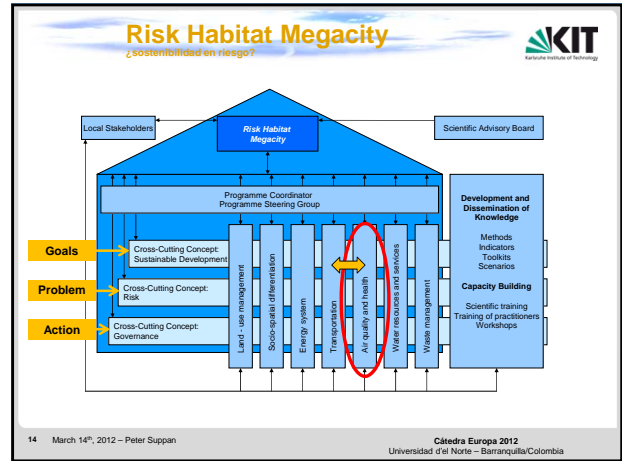 Risk Habitat Megacity
¿sostenibilidad en riesgo?
KIT
Karlsruhe Institute of Technology
Local Stakeholders
Risk Habitat
Megacity
Scientific Advisory Board
Programme Coordinator
Programme Steering Group
Goals
Cross-Cutting Concept:
Sustainable Development
Problem
Cross-Cutting Concept:
Risk
Action
Cross-Cutting Concept:
Governance
Land - use management
Socio-spatial differentiation
Energy system
Transportation
Air quality and health
Water resources and services
Waste management
Development and
Dissemination of
Knowledge
Methods
Indicators
Toolkits
Scenarios
Capacity Building
Scientific training
Training of practitioners
Workshops
14 March 14th, 2012 – Peter Suppan
Cátedra Europa 2012
Universidad d'el Norte – Barranquilla/Colombia